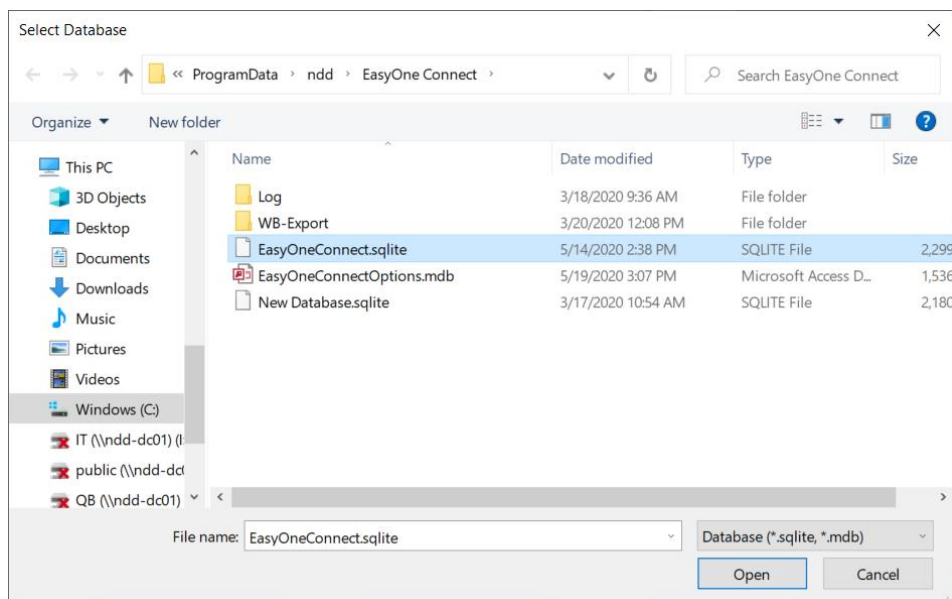 Select Database
« ProgramData › ndd › EasyOne Connect ›
Search EasyOne Connect
Organize
New folder
Name Date modified Type Size
This PC
3D Objects
Desktop
Documents
Downloads
Music
Pictures
Videos
Windows (C:)
IT (\\ndd-dc01) (I:
public (\\ndd-dc
QB (\\ndd-dc01)
Log 3/18/2020 9:36 AM File folder
WB-Export 3/20/2020 12:08 PM File folder
EasyOneConnect.sqlite 5/14/2020 2:38 PM SQLITE File 2,299
EasyOneConnectOptions.mdb 5/19/2020 3:07 PM Microsoft Access D... 1,536
New Database.sqlite 3/17/2020 10:54 AM SQLITE File 2,180
File name: EasyOneConnect.sqlite Database (*.sqlite, *.mdb)
Open Cancel